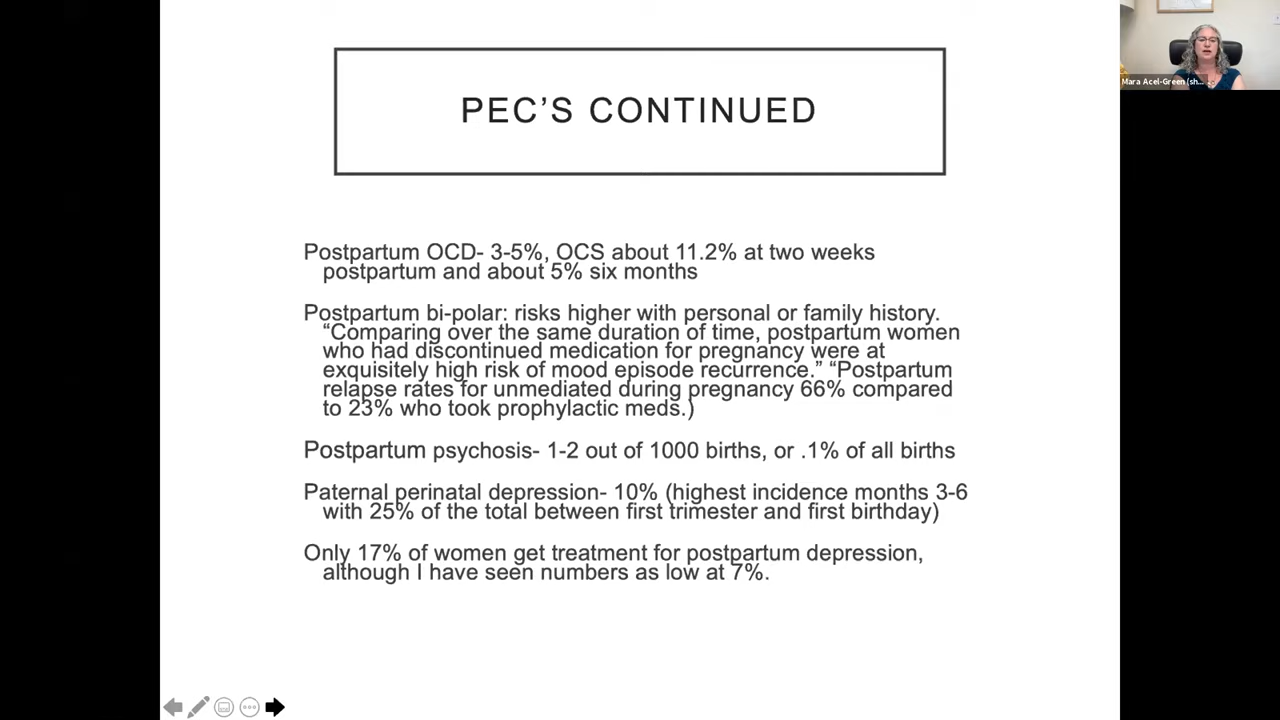 PEC’S CONTINUED
Mara Acel-Green (sh...
Postpartum OCD- 3-5%, OCS about 11.2% at two weeks
postpartum and about 5% six months
Postpartum bi-polar: risks higher with personal or family history.
“Comparing over the same duration of time, postpartum women
who had discontinued medication for pregnancy were at
exquisitely high risk of mood episode recurrence.” “Postpartum
relapse rates for unmediated during pregnancy 66% compared
to 23% who took prophylactic meds.)
Postpartum psychosis- 1-2 out of 1000 births, or .1% of all births
Paternal perinatal depression- 10% (highest incidence months 3-6
with 25% of the total between first trimester and first birthday)
Only 17% of women get treatment for postpartum depression,
although I have seen numbers as low at 7%.